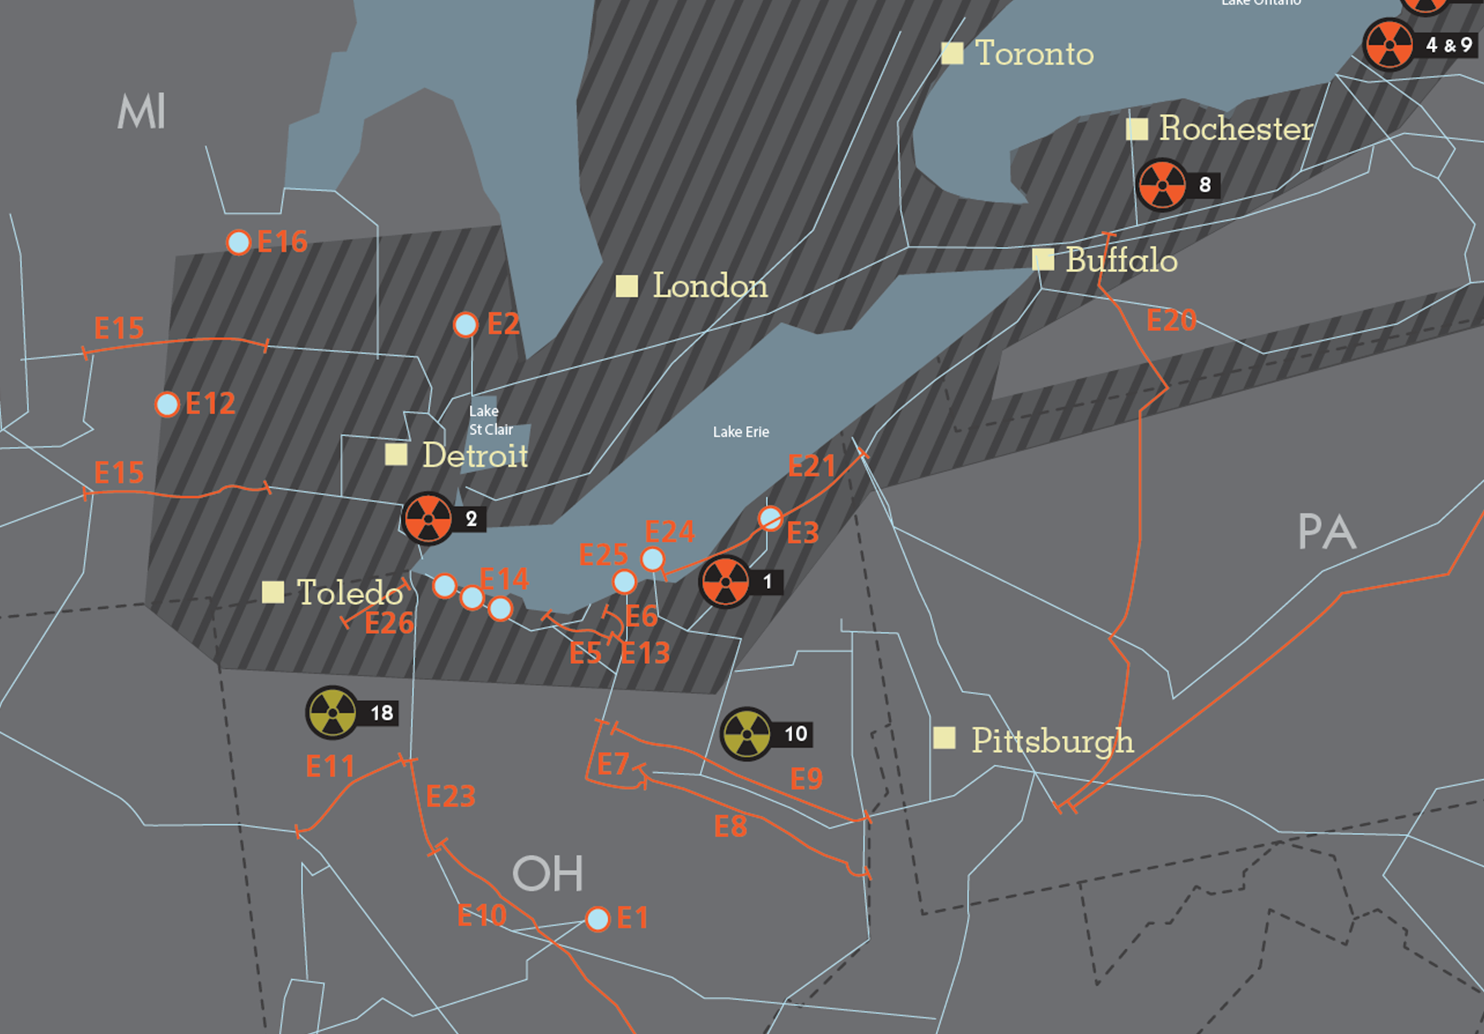 Lake Ontario
4 & 9
Toronto
MI
Rochester
8
E16
Buffalo
London
E2
E20
E15
E12
Lake
St Clair
Lake Erie
Detroit
E21
E15
2
E24
E3
PA
E25
E14
1
Toledo
E6
E26
E5
E13
18
10
Pittsburgh
E11
E7
E9
E23
E8
OH
E10
E1